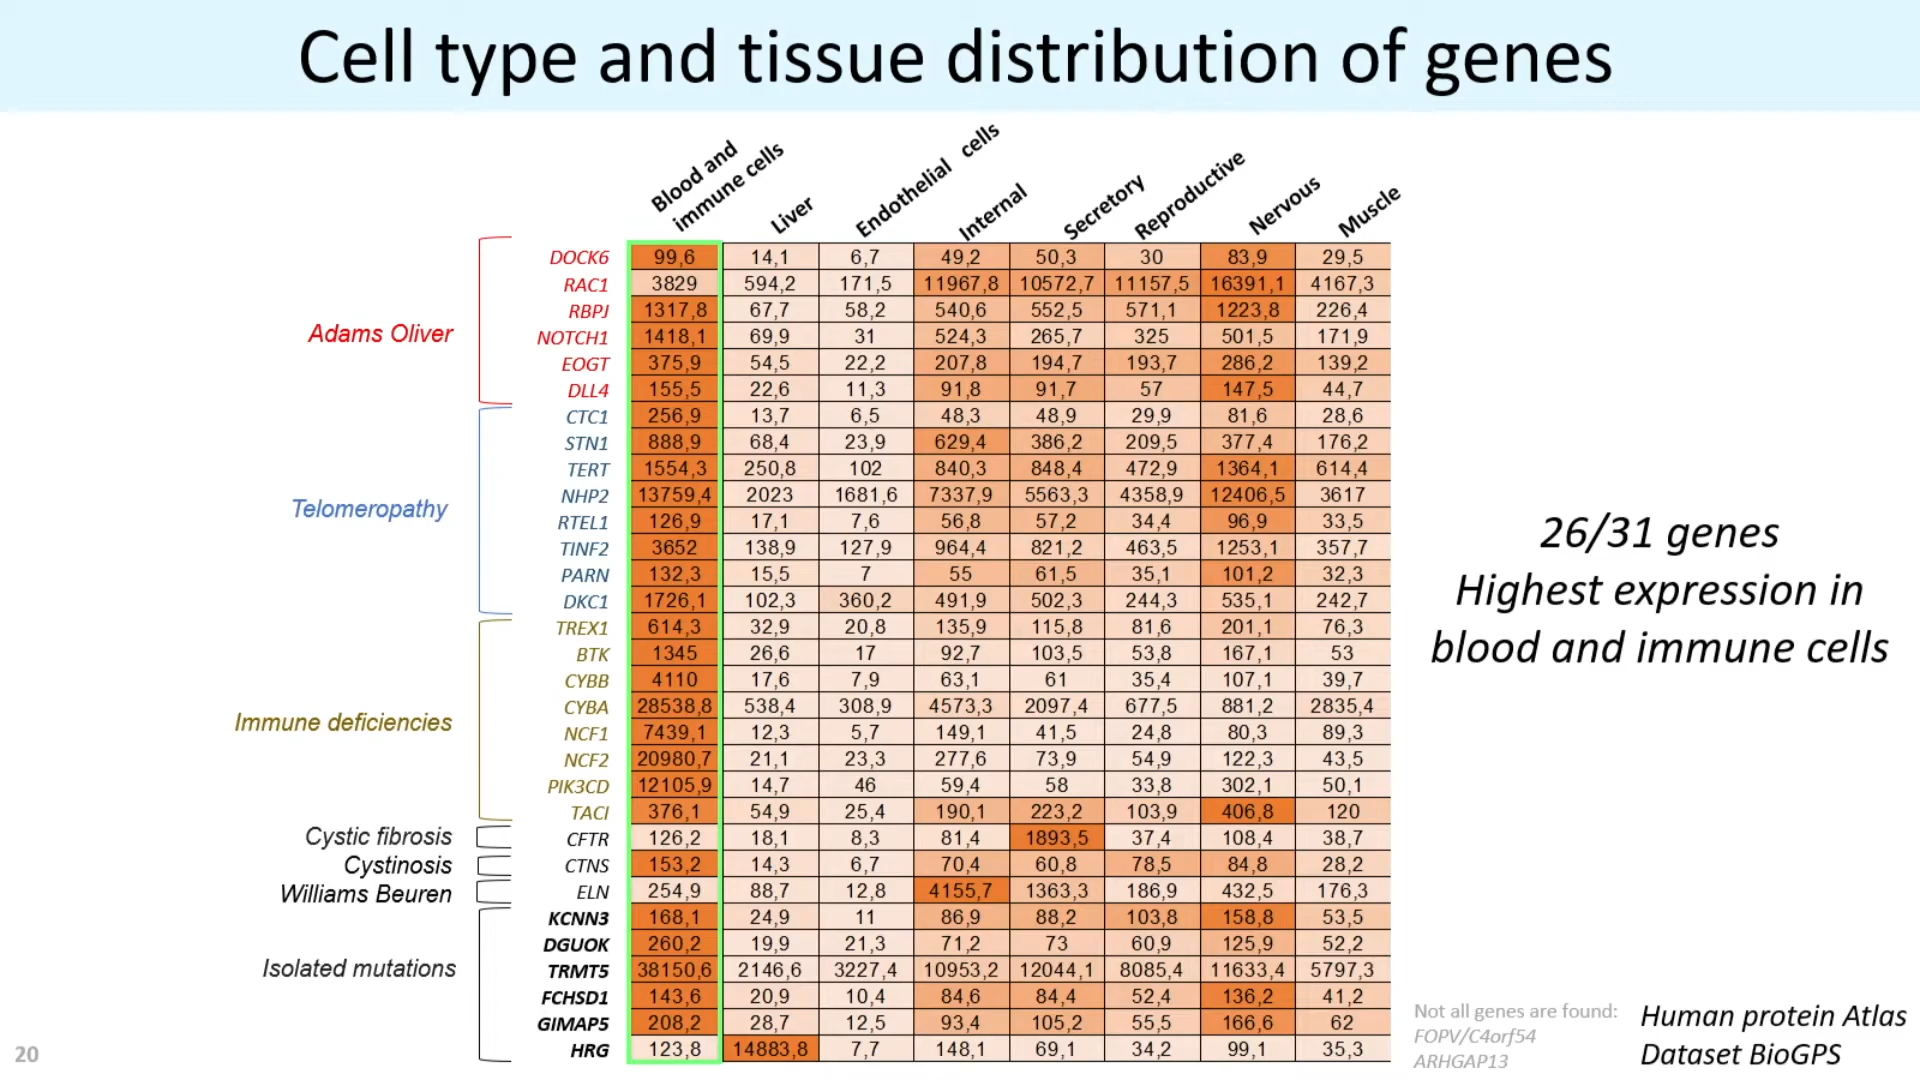 Cell type and tissue distribution of genes
Blood and
immune cells
Liver
Endothelial cells
Internal
Secretory
Reproductive
Nervous
Muscle
Adams Oliver
DOCK6 99,6 14,1 6,7 49,2 50,3 30 83,9 29,5
RAC1 3829 594,2 171,5 11967,8 10572,7 11157,5 16391,1 4167,3
RBPJ 1317,8 67,7 58,2 540,6 552,5 571,1 1223,8 226,4
NOTCH1 1418,1 69,9 31 524,3 265,7 325 501,5 171,9
EOGT 375,9 54,5 22,2 207,8 194,7 193,7 286,2 139,2
DLL4 155,5 22,6 11,3 91,8 91,7 57 147,5 44,7
Telomeropathy
CTC1 256,9 13,7 6,5 48,3 48,9 29,9 81,6 28,6
STN1 888,9 68,4 23,9 629,4 386,2 209,5 377,4 176,2
TERT 1554,3 250,8 102 840,3 848,4 472,9 1364,1 614,4
NHP2 13759,4 2023 1681,6 7337,9 5563,3 4358,9 12406,5 3617
RTEL1 126,9 17,1 7,6 56,8 57,2 34,4 96,9 33,5
TINF2 3652 138,9 127,9 964,4 821,2 463,5 1253,1 357,7
PARN 132,3 15,5 7 55 61,5 35,1 101,2 32,3
DKC1 1726,1 102,3 360,2 491,9 502,3 244,3 535,1 242,7
Immune deficiencies
TREX1 614,3 32,9 20,8 135,9 115,8 81,6 201,1 76,3
BTK 1345 26,6 17 92,7 103,5 53,8 167,1 53
CYBB 4110 17,6 7,9 63,1 61 35,4 107,1 39,7
CYBA 28538,8 538,4 308,9 4573,3 2097,4 677,5 881,2 2835,4
NCF1 7439,1 12,3 5,7 149,1 41,5 24,8 80,3 89,3
NCF2 20980,7 21,1 23,3 277,6 73,9 54,9 122,3 43,5
PIK3CD 12105,9 14,7 46 59,4 58 33,8 302,1 50,1
TACI 376,1 54,9 25,4 190,1 223,2 103,9 406,8 120
Cystic fibrosis CFTR 126,2 18,1 8,3 81,4 1893,5 37,4 108,4 38,7
Cystinosis CTNS 153,2 14,3 6,7 70,4 60,8 78,5 84,8 28,2
Williams Beuren ELN 254,9 88,7 12,8 4155,7 1363,3 186,9 432,5 176,3
Isolated mutations
KCNN3 168,1 24,9 11 86,9 88,2 103,8 158,8 53,5
DGUOK 260,2 19,9 21,3 71,2 73 60,9 125,9 52,2
TRMT5 38150,6 2146,6 3227,4 10953,2 12044,1 8085,4 11633,4 5797,3
FCHSD1 143,6 20,9 10,4 84,6 84,4 52,4 136,2 41,2
GIMAP5 208,2 28,7 12,5 93,4 105,2 55,5 166,6 62
HRG 123,8 14883,8 7,7 148,1 69,1 34,2 99,1 35,3
26/31 genes
Highest expression in
blood and immune cells
Not all genes are found:
FOPV/C4orf54
ARHGAP13
Human protein Atlas
Dataset BioGPS
20